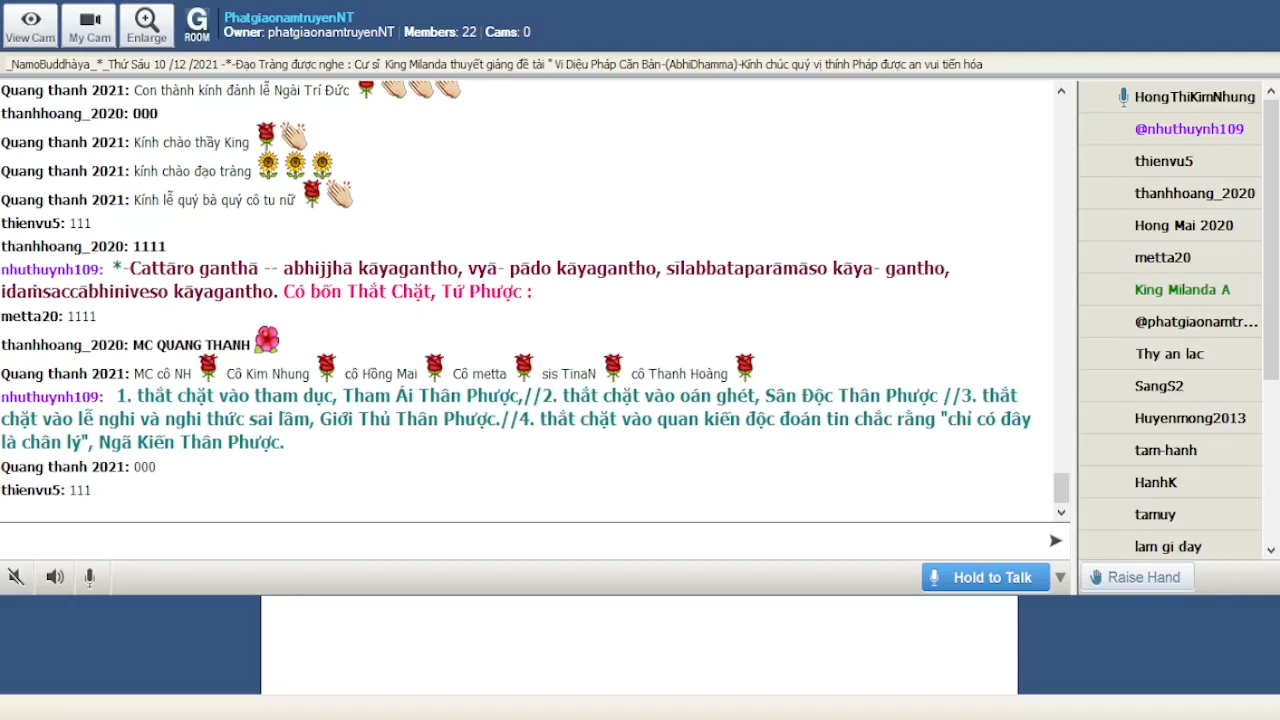 View Cam
My Cam
Enlarge
G
ROOM
PhatgiaonamtruyenNT
Owner: phatgiaonamtruyenNT | Members: 22 | Cams: 0
_NamoBuddhàya_*_Thứ Sáu 10 /12 /2021 -*-Đạo Tràng được nghe : Cư sĩ King Milanda thuyết giảng đề tài " Vi Diệu Pháp Căn Bản-(AbhiDhamma)-Kính chúc quý vị thính Pháp được an vui tiến hóa
Quang thanh 2021: Con thành kính đảnh lễ Ngài Trí Đức
thanhhoang_2020: 000
Quang thanh 2021: Kính chào thầy King
Quang thanh 2021: kính chào đạo tràng
Quang thanh 2021: Kính lễ quý bà quý cô tu nữ
thienvu5: 111
thanhhoang_2020: 1111
nhuthuynh109: *-Cattāro ganthā -- abhijjhā kāyagantho, vyā- pādo kāyagantho, sīlabbataparāmāso kāya- gantho,
idaṁsaccābhiniveso kāyagantho. Có bốn Thắt Chặt, Tứ Phược :
metta20: 1111
thanhhoang_2020: MC QUANG THANH
Quang thanh 2021: MC cô NH Cô Kim Nhung cô Hồng Mai Cô metta sis TinaN cô Thanh Hoàng
nhuthuynh109: 1. thắt chặt vào tham dục, Tham Ái Thân Phược,//2. thắt chặt vào oán ghét, Sân Độc Thân Phược //3. thắt
chặt vào lễ nghi và nghi thức sai lầm, Giới Thủ Thân Phược.//4. thắt chặt vào quan kiến độc đoán tin chắc rằng "chỉ có đây
là chân lý", Ngã Kiến Thân Phược.
Quang thanh 2021: 000
thienvu5: 111
Hold to Talk
HongThiKimNhung
@nhuthuynh109
thienvu5
thanhhoang_2020
Hong Mai 2020
metta20
King Milanda A
@phatgiaonamtr...
Thy an lac
SangS2
Huyenmong2013
tam-hanh
HanhK
tamuy
lam gi day
Raise Hand